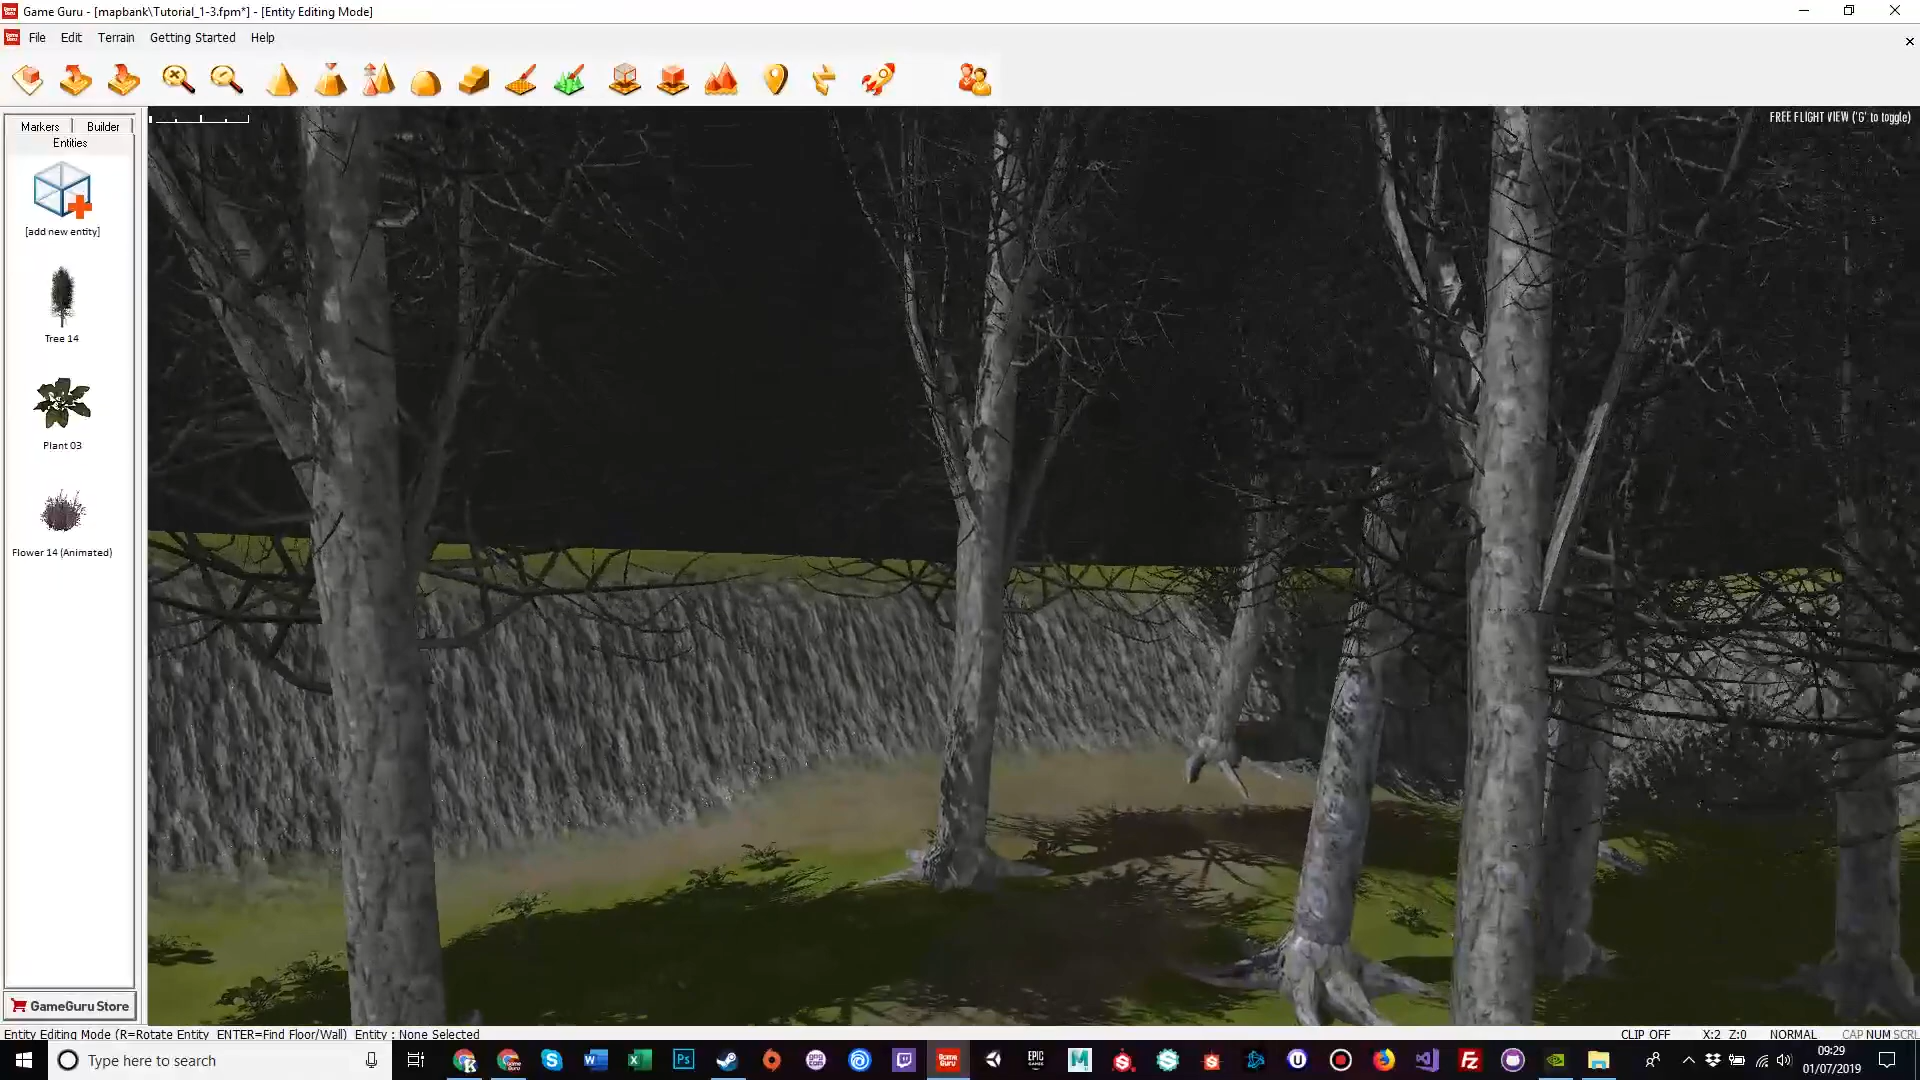 Game Guru - [mapbank\Tutorial_1-3.fpm*] - [Entity Editing Mode]
File Edit Terrain Getting Started Help
FREE FLIGHT VIEW ('G' to toggle)
Markers Builder
Entities
[add new entity]
Tree 14
Plant 03
Flower 14 (Animated)
GameGuru Store
Entity Editing Mode (R=Rotate Entity ENTER=Find Floor/Wall) Entity : None Selected
CLIP OFF X:2 Z:0 NORMAL CAP NUM SCRL
Type here to search
09:29
01/07/2019